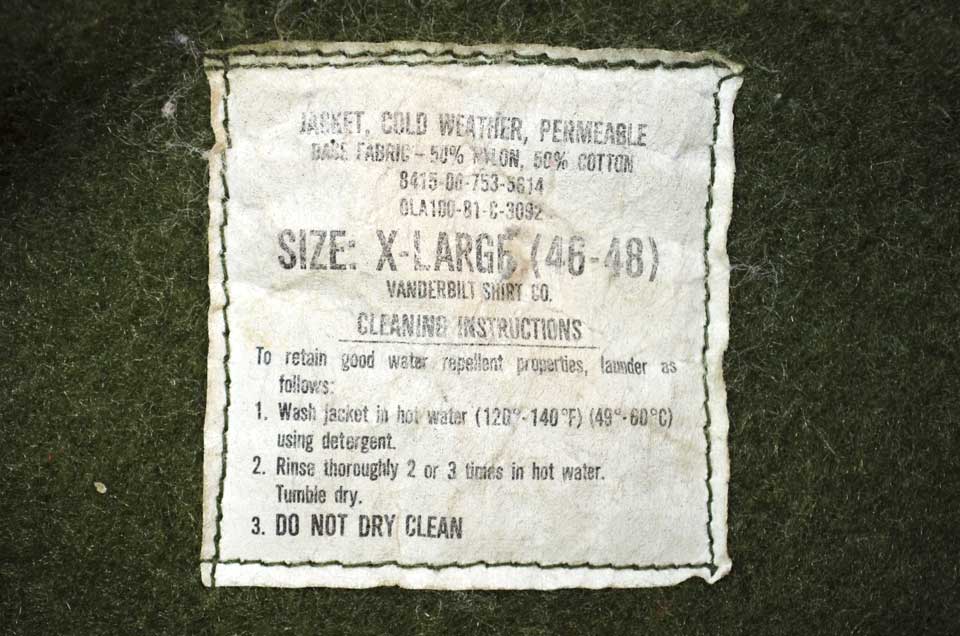 JACKET, COLD WEATHER, PERMEABLE
BASE FABRIC - 50% NYLON, 50% COTTON
8415-00-753-5614
DLA100-81-C-3092
SIZE: X-LARGE (46-48)
VANDERBILT SHIRT CO.
CLEANING INSTRUCTIONS
To retain good water repellent properties, launder as
follows:
1. Wash jacket in hot water (120°-140°F) (49°-60°C)
using detergent.
2. Rinse thoroughly 2 or 3 times in hot water.
Tumble dry.
3. DO NOT DRY CLEAN